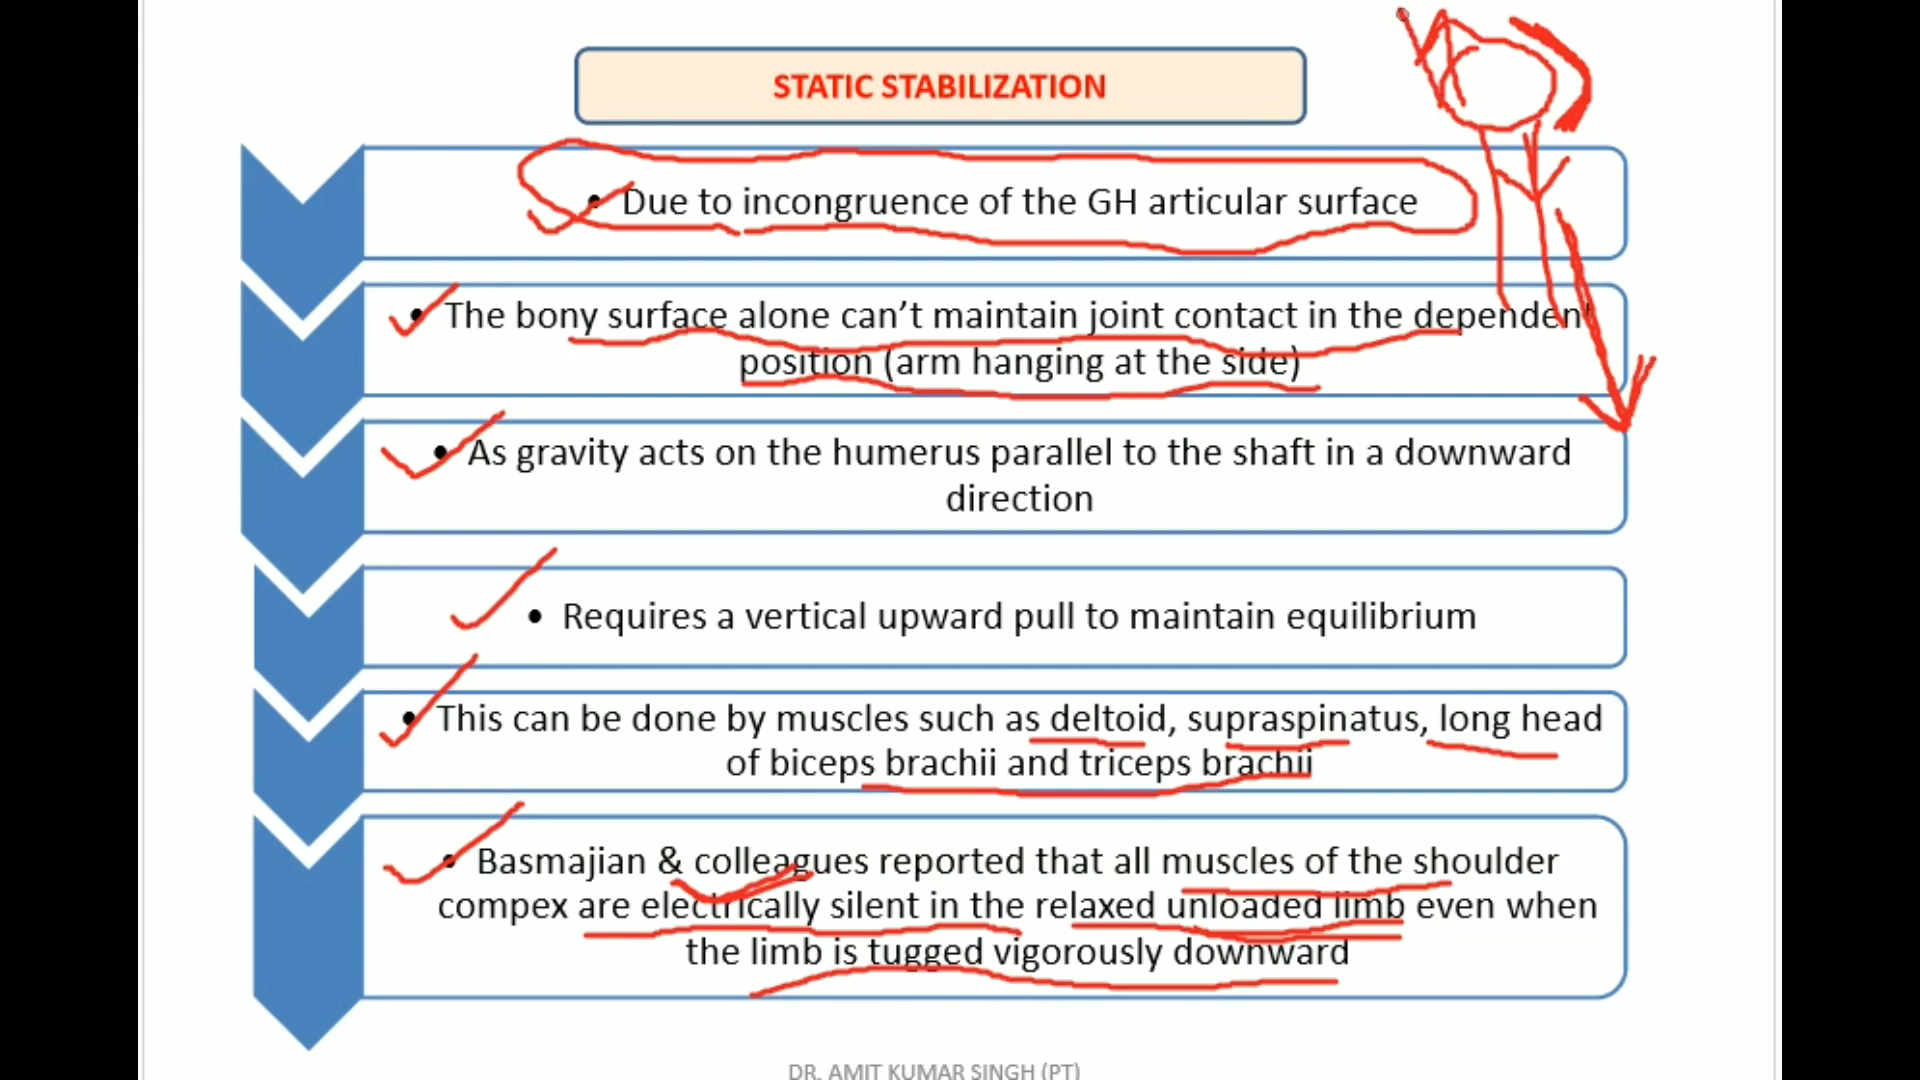 STATIC STABILIZATION
• Due to incongruence of the GH articular surface
• The bony surface alone can't maintain joint contact in the dependent
position (arm hanging at the side)
• As gravity acts on the humerus parallel to the shaft in a downward
direction
• Requires a vertical upward pull to maintain equilibrium
• This can be done by muscles such as deltoid, supraspinatus, long head
of biceps brachii and triceps brachii
• Basmajian & colleagues reported that all muscles of the shoulder
compex are electrically silent in the relaxed unloaded limb even when
the limb is tugged vigorously downward
DR. AMIT KUMAR SINGH (PT)